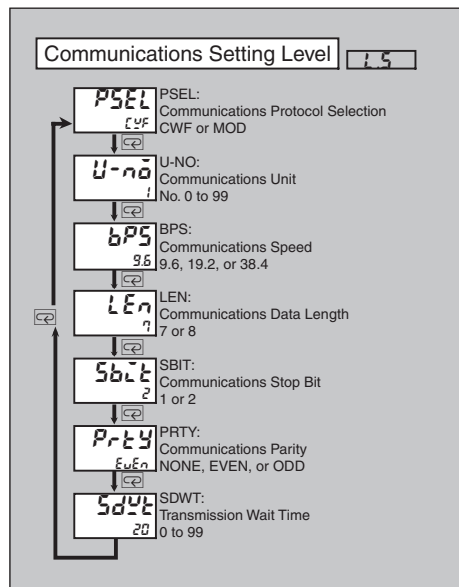 Communications Setting Level L.5
PSEL
CWF
PSEL:
Communications Protocol Selection
CWF or MOD
U-no
1
U-NO:
Communications Unit
No. 0 to 99
bPS
9.6
BPS:
Communications Speed
9.6, 19.2, or 38.4
LEn
7
LEN:
Communications Data Length
7 or 8
Sbit
2
SBIT:
Communications Stop Bit
1 or 2
PrtY
EvEn
PRTY:
Communications Parity
NONE, EVEN, or ODD
SdWt
20
SDWT:
Transmission Wait Time
0 to 99